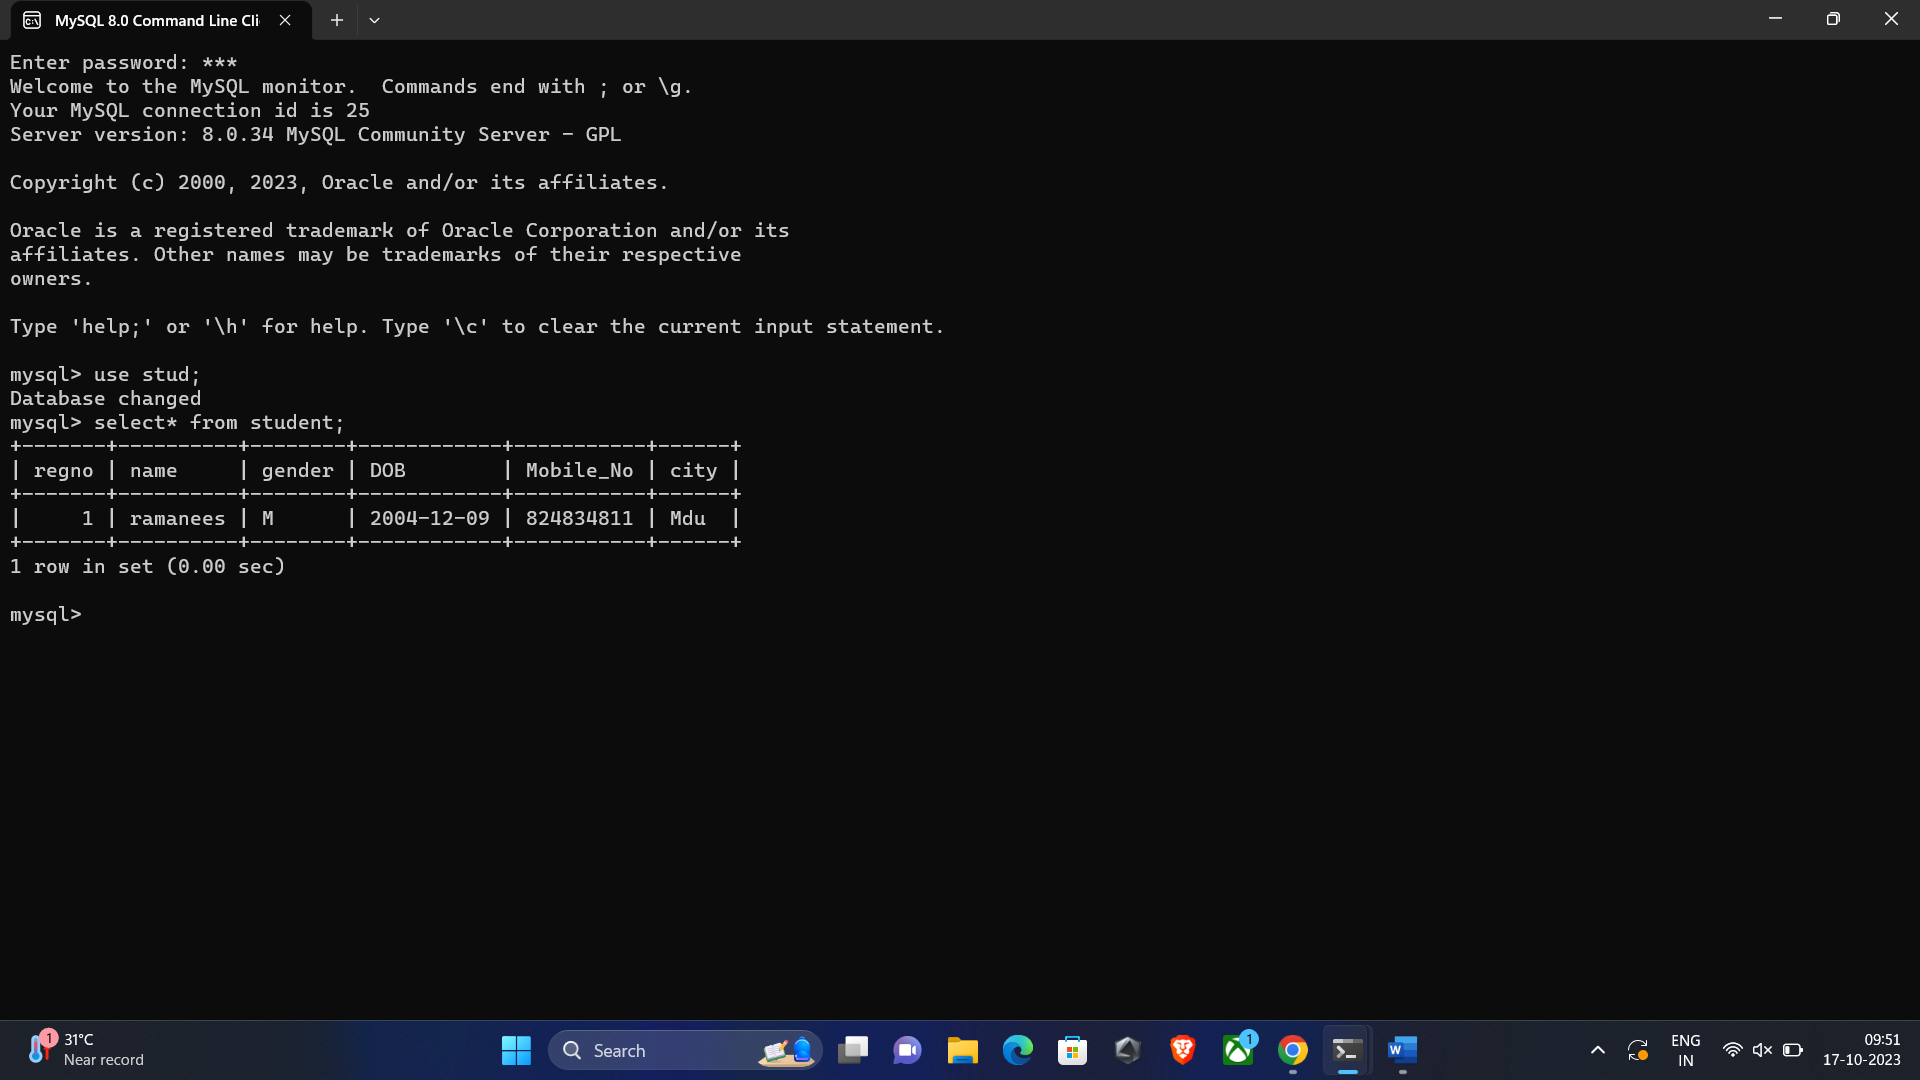 MySQL 8.0 Command Line Cli
Enter password: ***
Welcome to the MySQL monitor.  Commands end with ; or \g.
Your MySQL connection id is 25
Server version: 8.0.34 MySQL Community Server - GPL
Copyright (c) 2000, 2023, Oracle and/or its affiliates.
Oracle is a registered trademark of Oracle Corporation and/or its
affiliates. Other names may be trademarks of their respective
owners.
Type 'help;' or '\h' for help. Type '\c' to clear the current input statement.
mysql> use stud;
Database changed
mysql> select* from student;
+-------+----------+--------+------------+-----------+------+
| regno | name     | gender | DOB        | Mobile_No | city |
+-------+----------+--------+------------+-----------+------+
|     1 | ramanees | M      | 2004-12-09 | 824834811 | Mdu  |
+-------+----------+--------+------------+-----------+------+
1 row in set (0.00 sec)
mysql>
1
31°C
Near record
Search
W
1
ENG
IN
09:51
17-10-2023